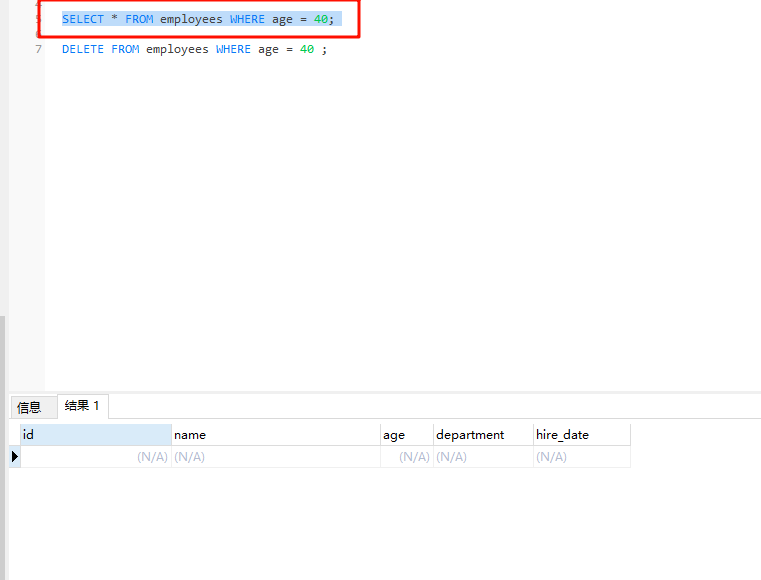 5 SELECT * FROM employees WHERE age = 40;
7 DELETE FROM employees WHERE age = 40 ;
信息 结果 1
id name age department hire_date
(N/A) (N/A) (N/A) (N/A) (N/A)